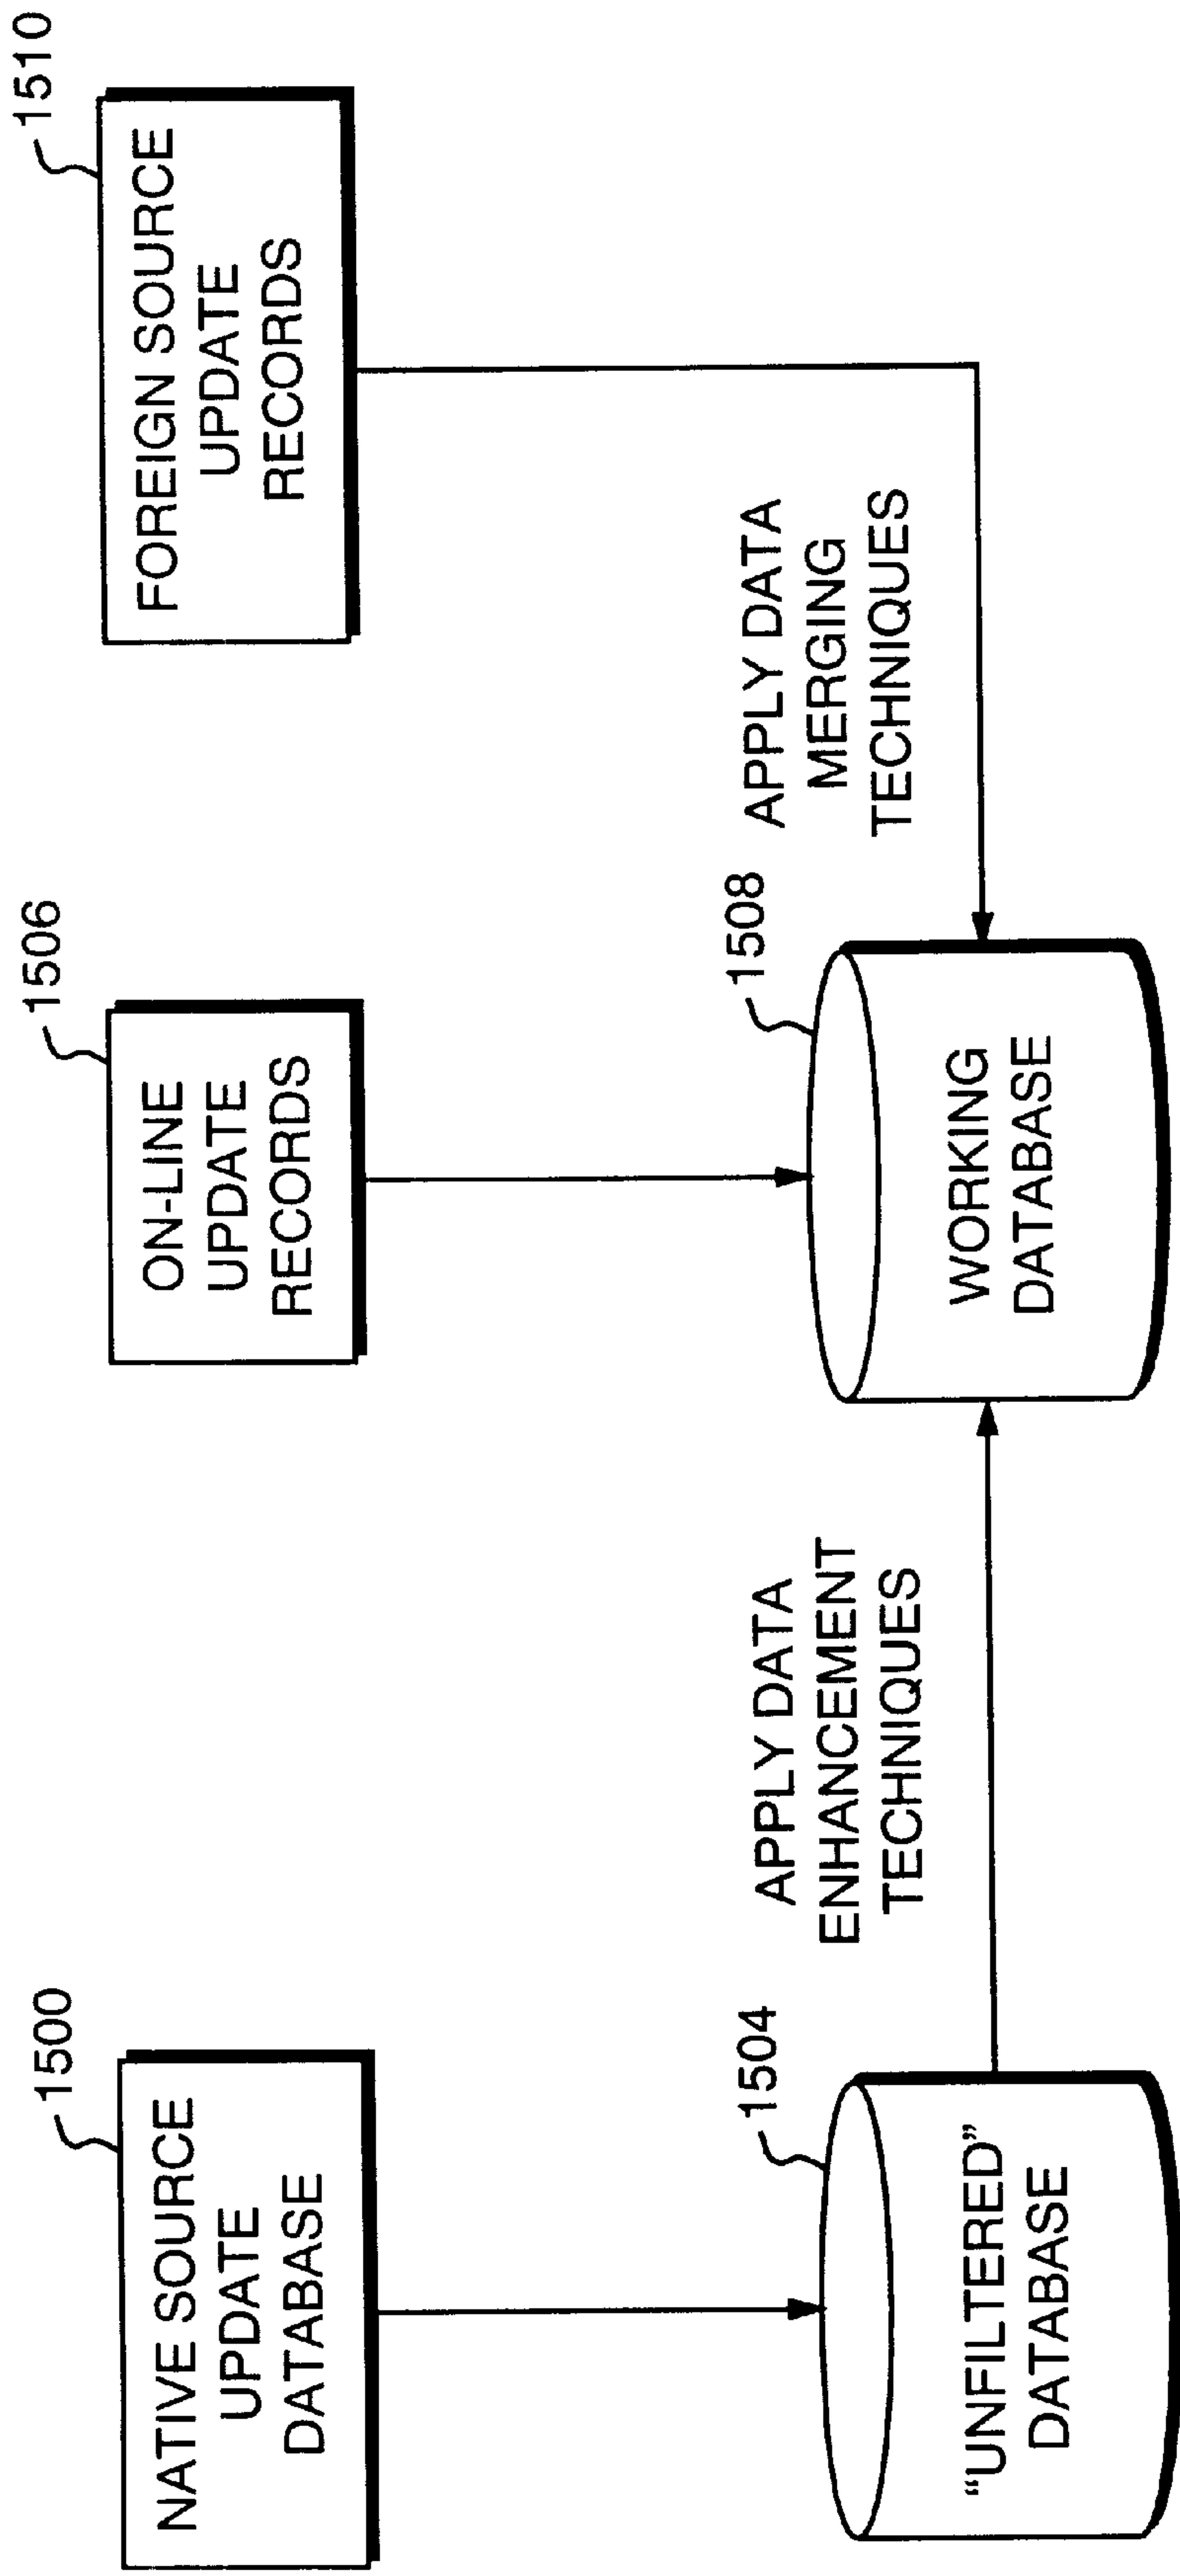 1500
NATIVE SOURCE
UPDATE
DATABASE
1506
ON-LINE
UPDATE
RECORDS
1510
FOREIGN SOURCE
UPDATE
RECORDS
1504
“UNFILTERED”
DATABASE
APPLY DATA
ENHANCEMENT
TECHNIQUES
1508
WORKING
DATABASE
APPLY DATA
MERGING
TECHNIQUES